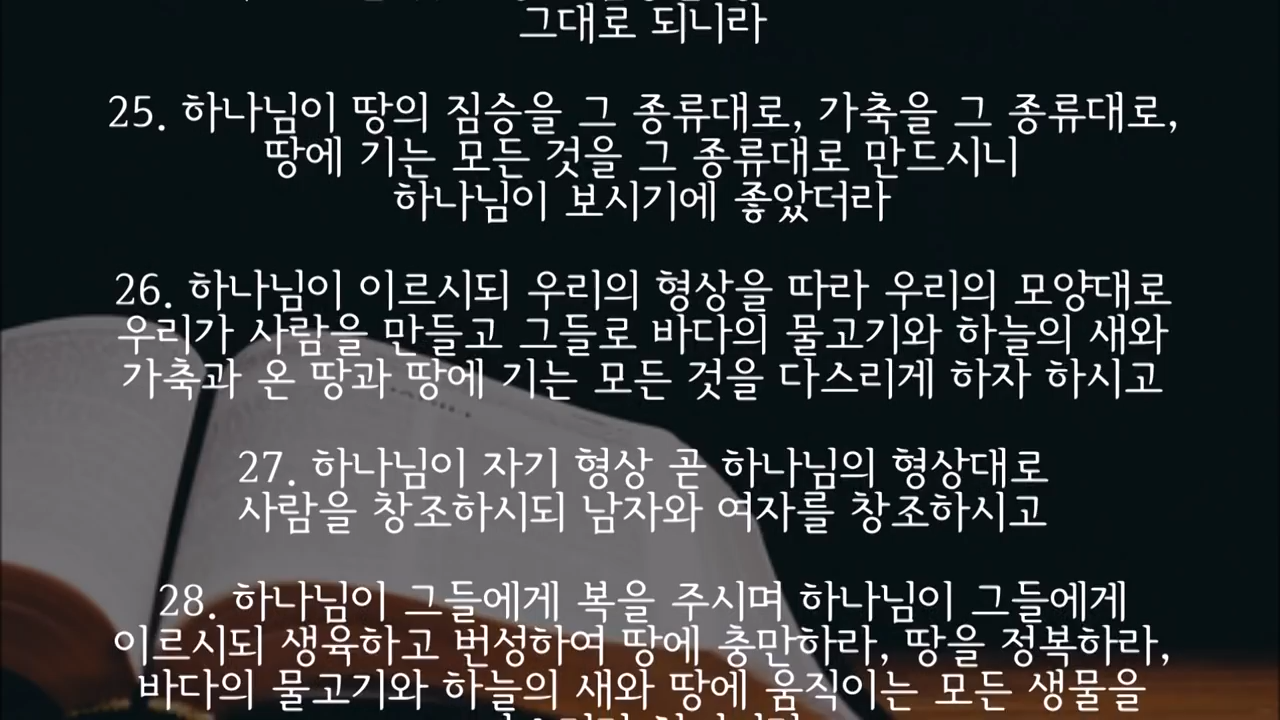 그대로 되니라
25. 하나님이 땅의 짐승을 그 종류대로, 가축을 그 종류대로,
땅에 기는 모든 것을 그 종류대로 만드시니
하나님이 보시기에 좋았더라
26. 하나님이 이르시되 우리의 형상을 따라 우리의 모양대로
우리가 사람을 만들고 그들로 바다의 물고기와 하늘의 새와
가축과 온 땅과 땅에 기는 모든 것을 다스리게 하자 하시고
27. 하나님이 자기 형상 곧 하나님의 형상대로
사람을 창조하시되 남자와 여자를 창조하시고
28. 하나님이 그들에게 복을 주시며 하나님이 그들에게
이르시되 생육하고 번성하여 땅에 충만하라, 땅을 정복하라,
바다의 물고기와 하늘의 새와 땅에 움직이는 모든 생물을